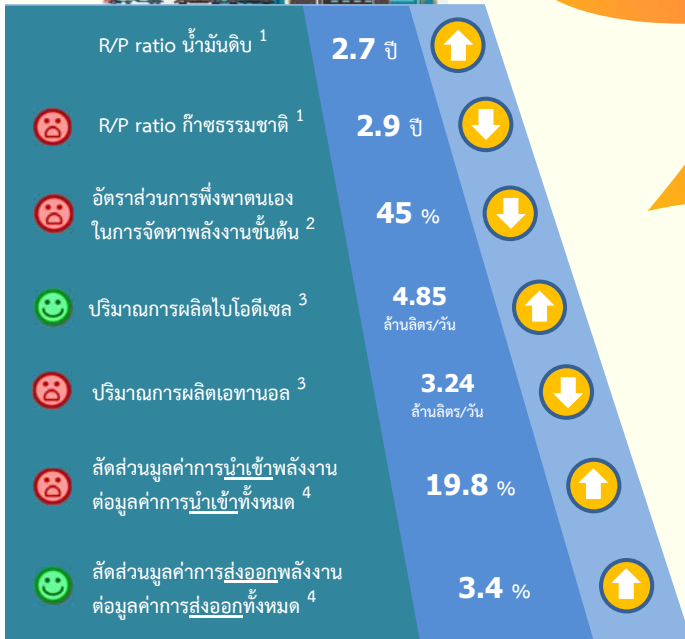 R/P ratio น้ำมันดิบ 1 2.7 ปี
R/P ratio ก๊าซธรรมชาติ 1 2.9 ปี
อัตราส่วนการพึ่งพาตนเอง
ในการจัดหาพลังงานขั้นต้น 2 45 %
ปริมาณการผลิตไบโอดีเซล 3 4.85
ล้านลิตร/วัน
ปริมาณการผลิตเอทานอล 3 3.24
ล้านลิตร/วัน
สัดส่วนมูลค่าการนำเข้าพลังงาน
ต่อมูลค่าการนำเข้าทั้งหมด 4 19.8 %
สัดส่วนมูลค่าการส่งออกพลังงาน
ต่อมูลค่าการส่งออกทั้งหมด 4 3.4 %